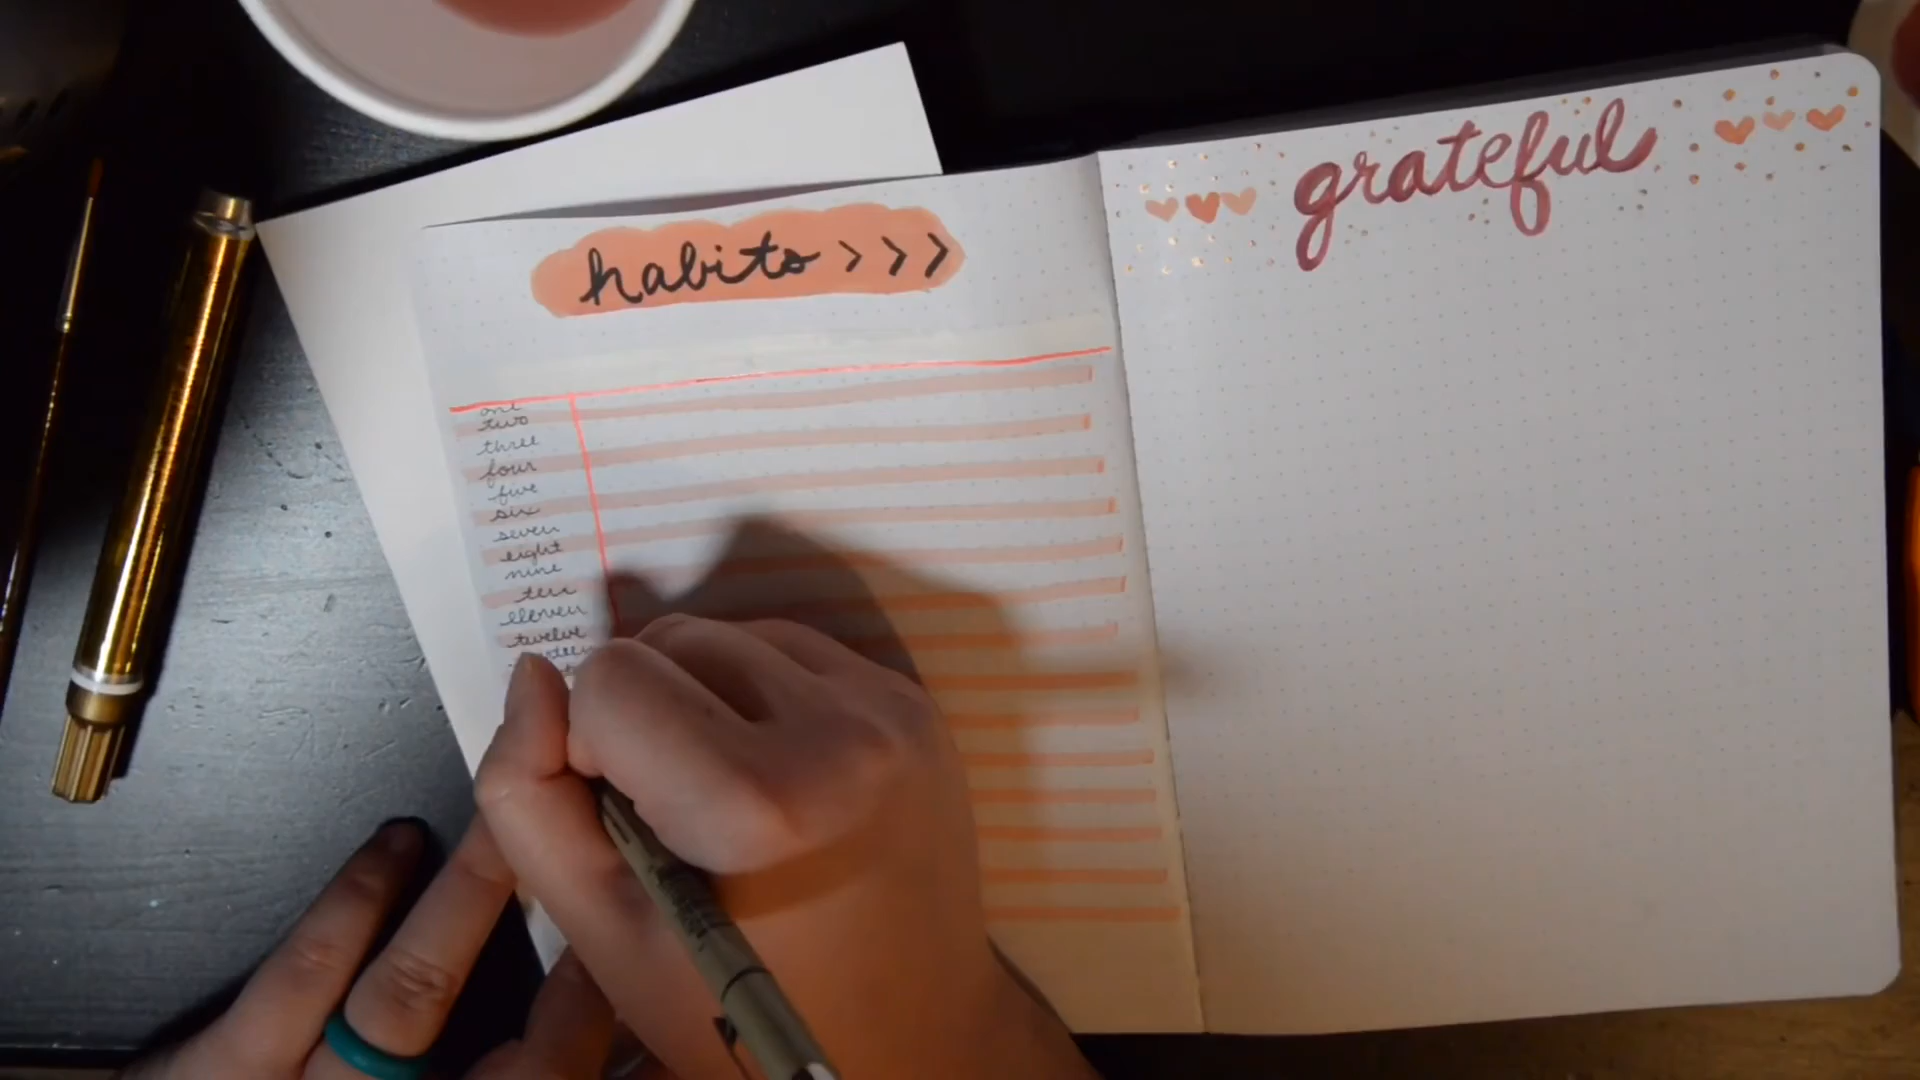 habits >>>
one
two
three
four
five
six
seven
eight
nine
ten
eleven
twelve
grateful